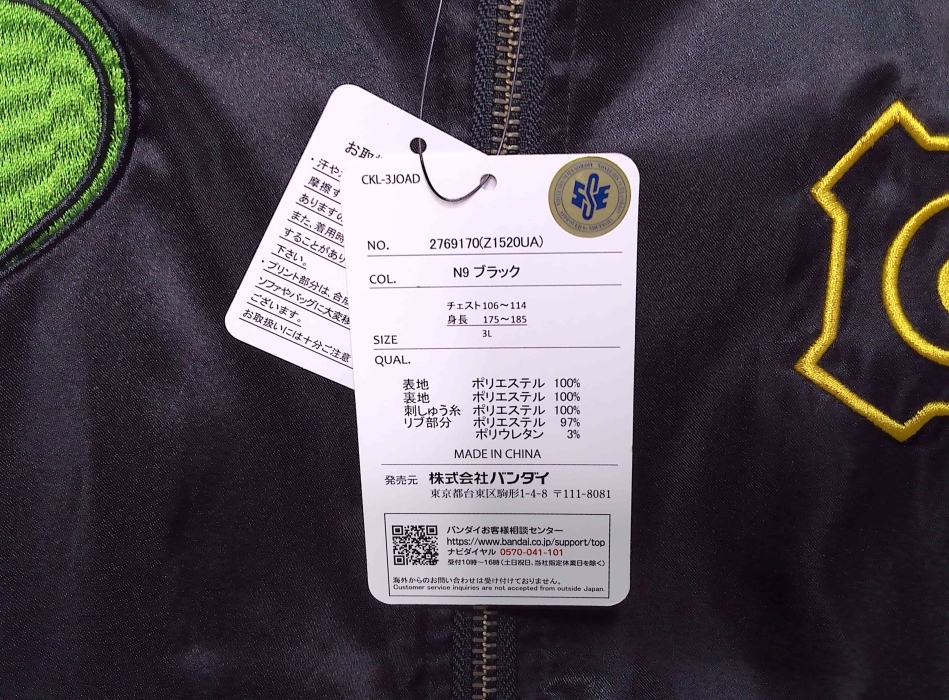 お取
・汗や
摩擦す
ありますの
また、着用時
することがあり
下さい。
・プリント部分は、合成
ソファやバッグに大変移
ございます。
お取扱いには十分ご注意
CKL-3JOAD
NO. 2769170(Z1520UA)
COL. N9 ブラック
チェスト106〜114
身長 175〜185
SIZE 3L
QUAL.
表地 ポリエステル 100%
裏地 ポリエステル 100%
刺しゅう糸 ポリエステル 100%
リブ部分 ポリエステル 97%
ポリウレタン 3%
MADE IN CHINA
発売元 株式会社バンダイ
東京都台東区駒形1-4-8 〒111-8081
バンダイお客様相談センター
https://www.bandai.co.jp/support/top
ナビダイヤル 0570-041-101
受付10時〜16時(土日祝日、当社指定休業日を除く)
海外からのお問い合わせは受け付けておりません。
Customer service inquiries are not accepted from outside Japan.